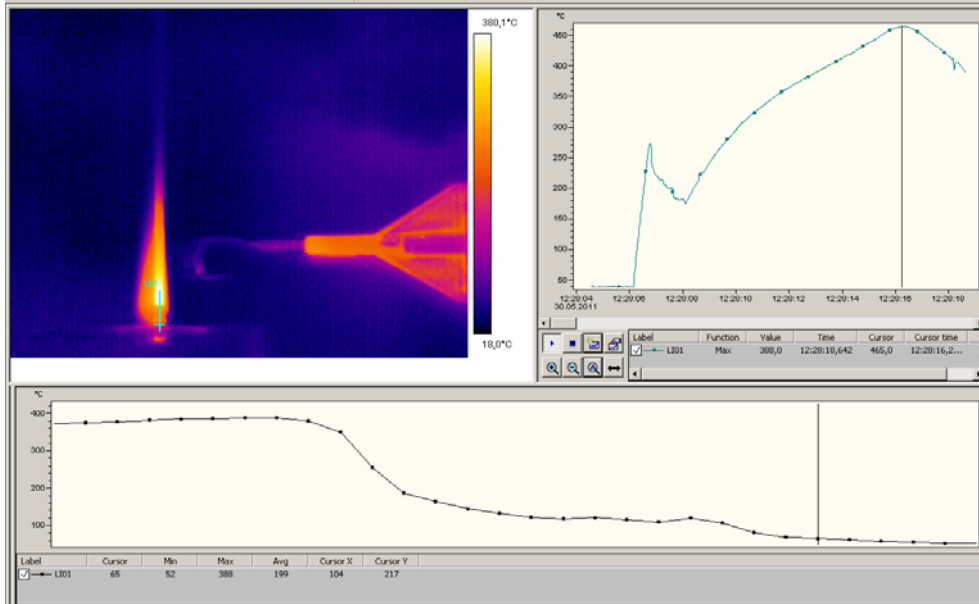 380,1°C
18,0°C
°C
450
400
350
300
250
200
150
100
50
12:20:04 12:20:06 12:20:08 12:20:10 12:20:12 12:20:14 12:20:16 12:20:18
30.05.2011
Label Function Value Time Cursor Cursor time
LI01 Max 388,0 12:20:18,642 465,0 12:20:16,2...
°C
400
300
200
100
Label Cursor Min Max Avg Cursor X Cursor Y
LI01 65 52 388 199 104 217